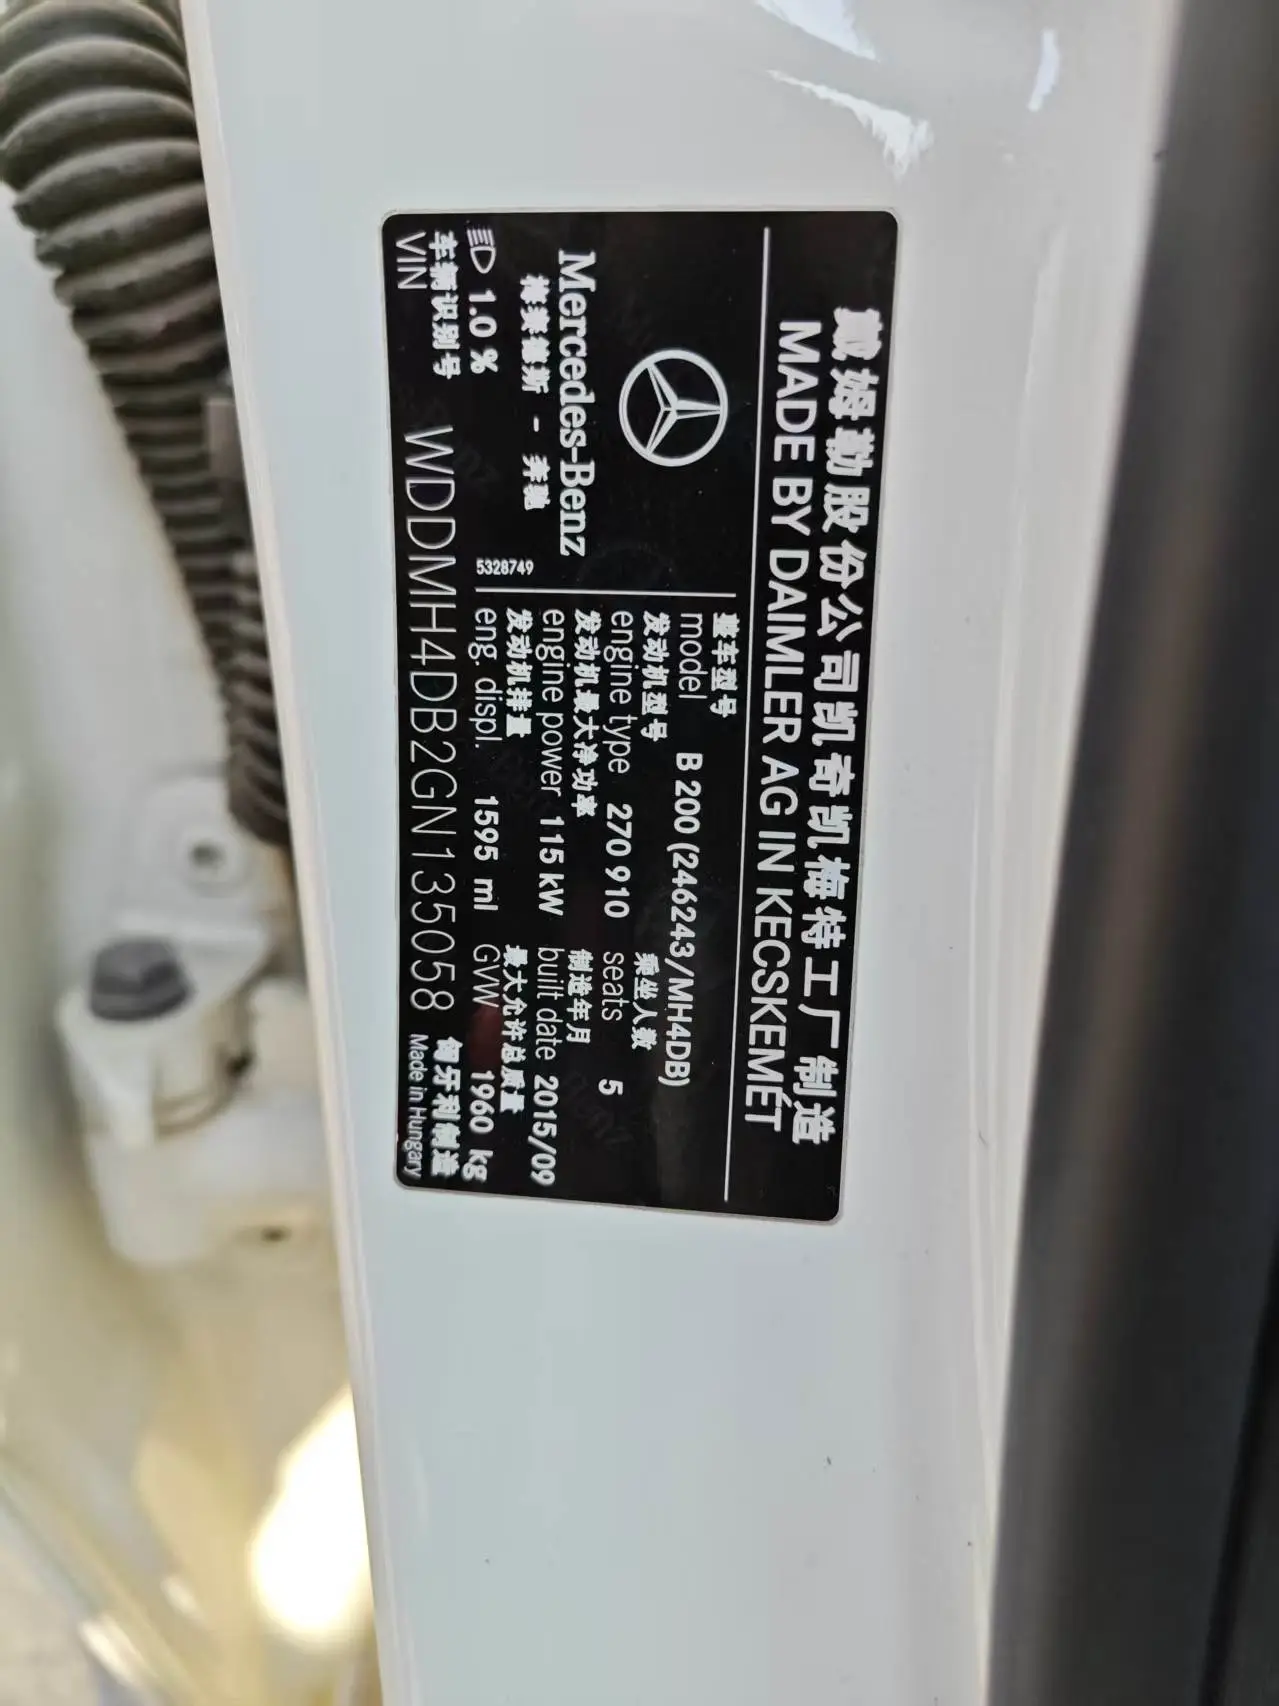 戴姆勒股份公司凯奇凯梅特工厂制造
MADE BY DAIMLER AG IN KECSKEMÉT
Mercedes-Benz
梅赛德斯 - 奔驰
1.0 %
5328749
整车型号
model B 200 (246243/MH4DB)
发动机型号 乘坐人数
engine type 270 910 seats 5
发动机最大净功率 制造年月
engine power 115 kW built date 2015/09
发动机排量 最大允许总质量
eng. displ. 1595 ml GVW 1960 kg
车辆识别号 匈牙利制造
VIN WDDMH4DB2GN135058 Made in Hungary